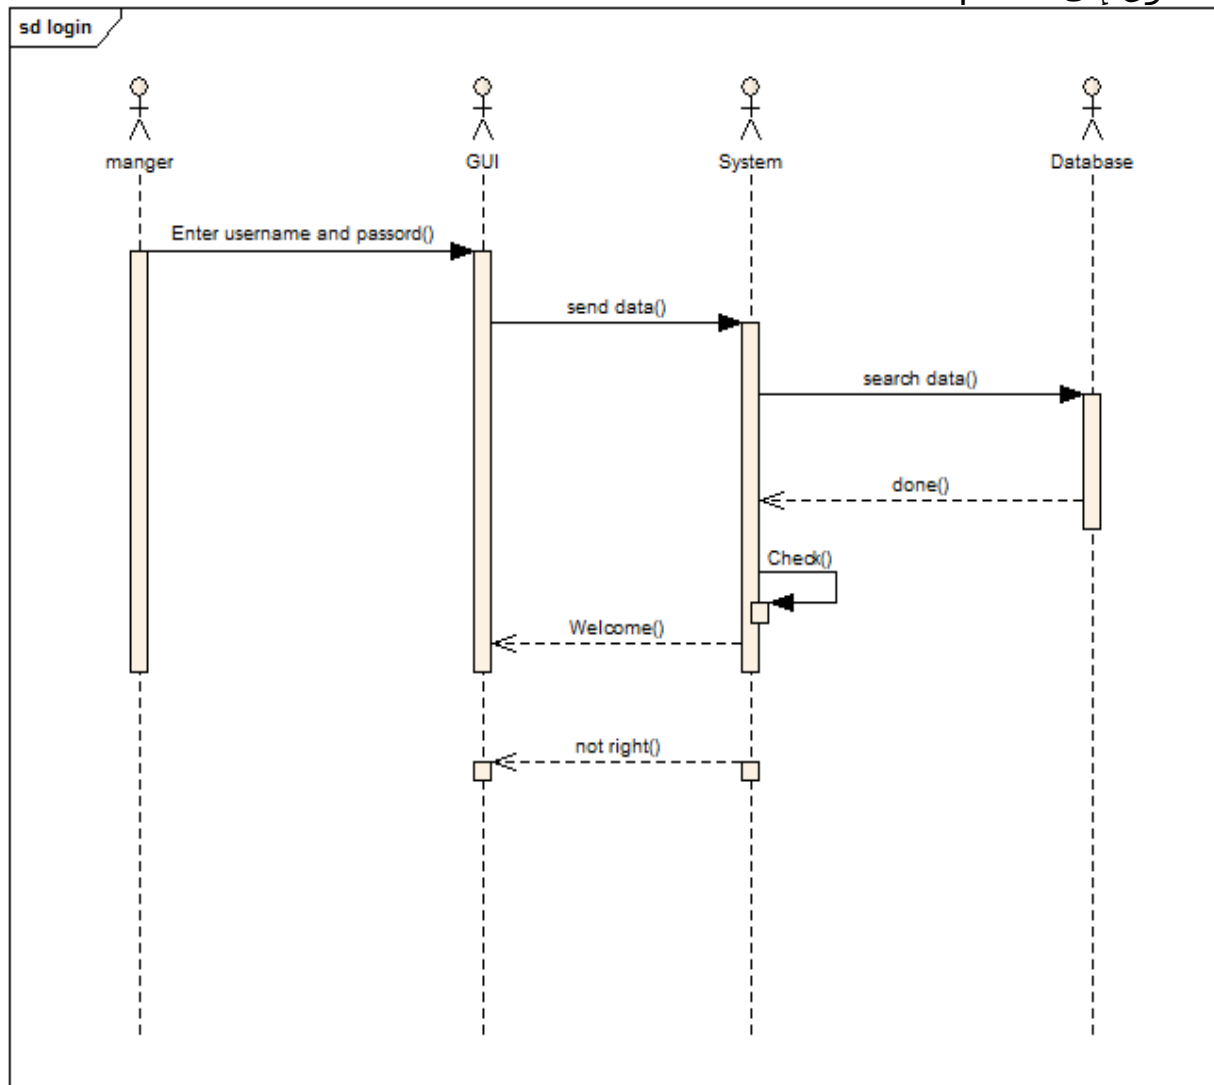 sd login
manger
GUI
System
Database
Enter username and passord()
send data()
search data()
done()
Check()
Welcome()
not right()